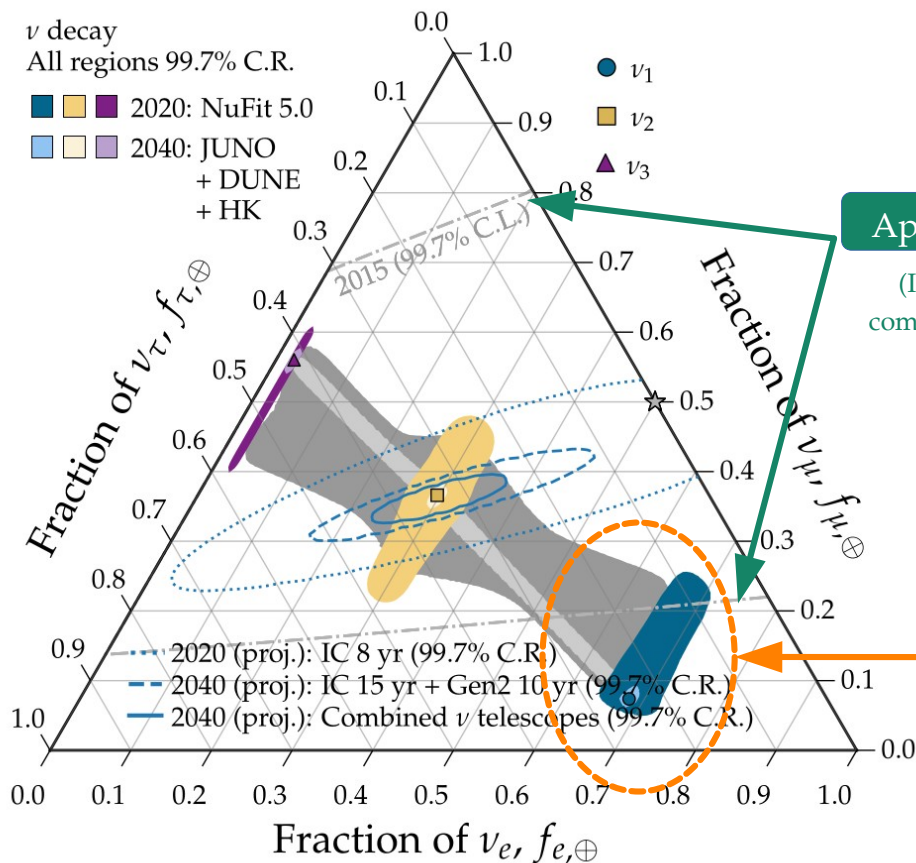 ν decay
All regions 99.7% C.R.
2020: NuFit 5.0
2040: JUNO
+ DUNE
+ HK
ν1
ν2
ν3
0.0
0.1
0.2
0.3
0.4
0.5
0.6
0.7
0.8
0.9
1.0
Fraction of ντ, fτ,⊕
1.0
0.9
0.8
0.7
0.6
0.5
0.4
0.3
0.2
0.1
0.0
Fraction of νμ, fμ,⊕
2015 (99.7% C.L.)
Ap
(I
com
2020 (proj.): IC 8 yr (99.7% C.R.)
2040 (proj.): IC 15 yr + Gen2 10 yr (99.7% C.R.)
2040 (proj.): Combined ν telescopes (99.7% C.R.)
0.0 0.1 0.2 0.3 0.4 0.5 0.6 0.7 0.8 0.9 1.0
Fraction of νe, fe,⊕